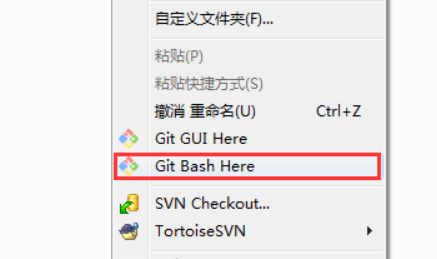 自定义文件夹(F)...
粘贴(P)
粘贴快捷方式(S)
撤消 重命名(U) Ctrl+Z
Git GUI Here
Git Bash Here
SVN Checkout...
TortoiseSVN